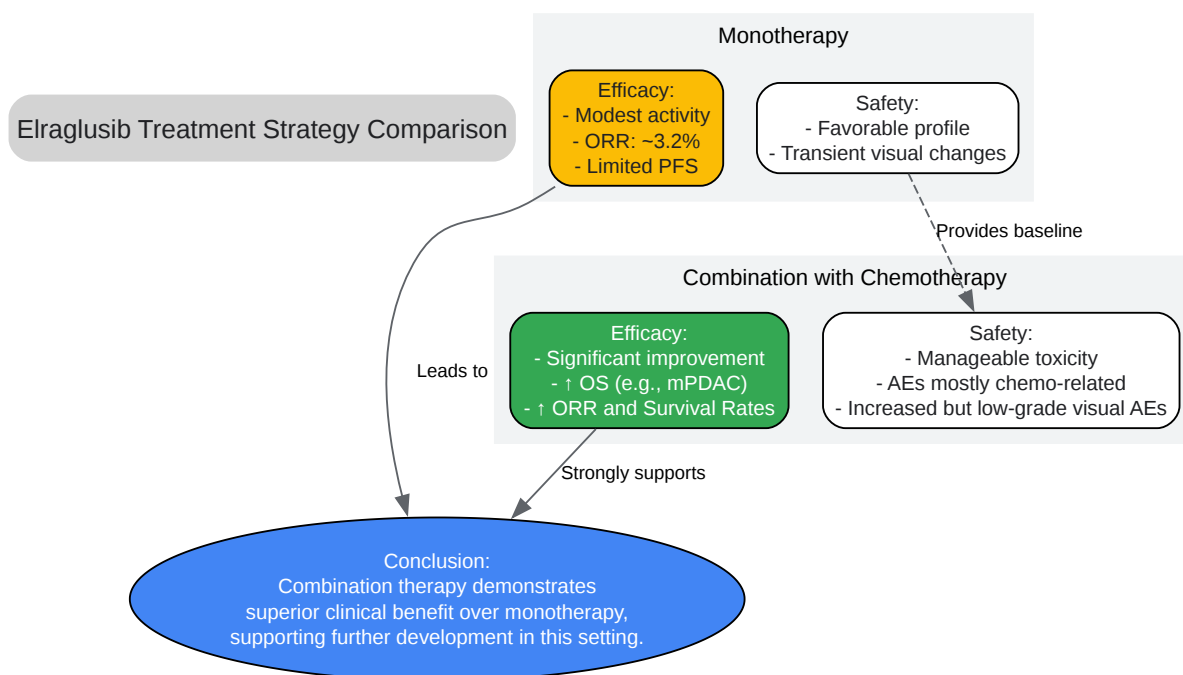 Elraglusib Treatment Strategy Comparison
Monotherapy
Efficacy:
- Modest activity
- ORR: ~3.2%
- Limited PFS
Safety:
- Favorable profile
- Transient visual changes
Provides baseline
Combination with Chemotherapy
Efficacy:
- Significant improvement
- ↑ OS (e.g., mPDAC)
- ↑ ORR and Survival Rates
Safety:
- Manageable toxicity
- AEs mostly chemo-related
- Increased but low-grade visual AEs
Leads to
Strongly supports
Conclusion:
Combination therapy demonstrates
superior clinical benefit over monotherapy,
supporting further development in this setting.